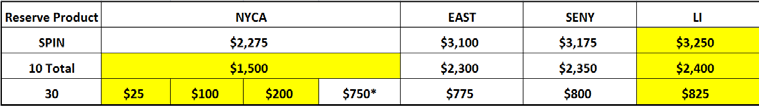 Reserve Product NYCA EAST SENY LI
SPIN $2,275 $3,100 $3,175 $3,250
10 Total $1,500 $2,300 $2,350 $2,400
30 $25 $100 $200 $750* $775 $800 $825